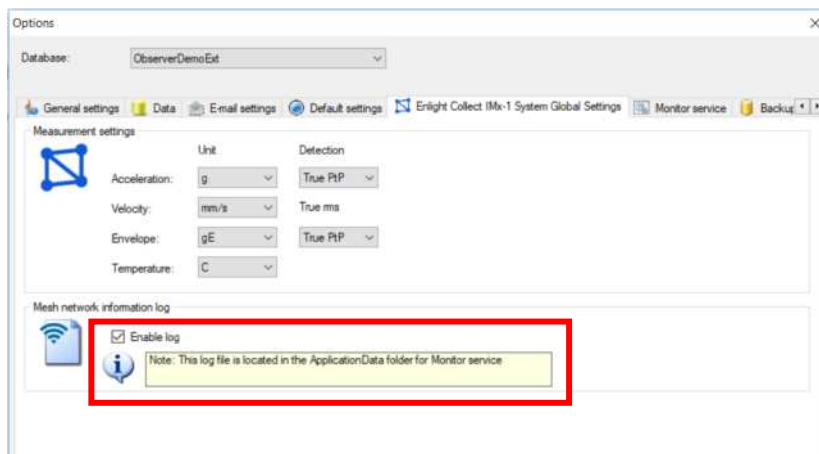 Options
Database: ObserverDemoExt
General settings Data E-mail settings Default settings Enlight Collect IMx-1 System Global Settings Monitor service Backup
Measurement settings
Unit Detection
Acceleration: g True PtP
Velocity: mm/s True rms
Envelope: gE True PtP
Temperature: C
Mesh network information log
Enable log
Note: This log file is located in the ApplicationData folder for Monitor service